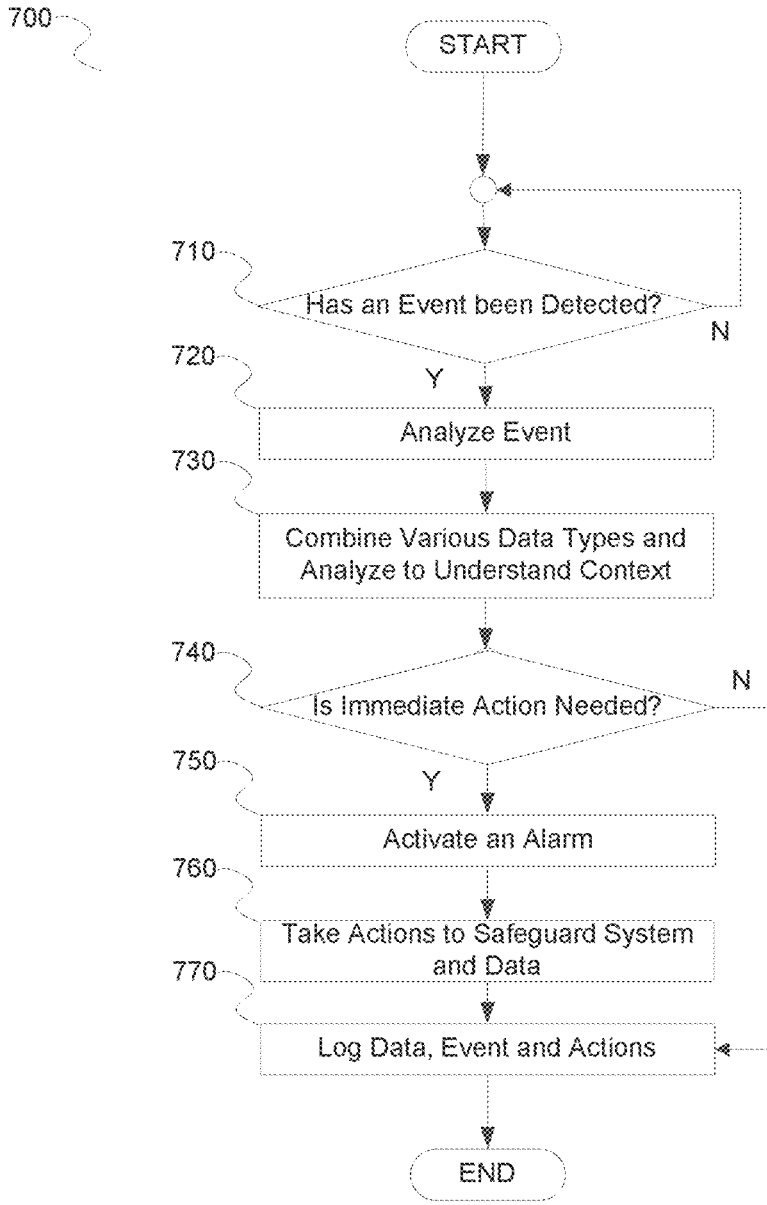 700
START
710
Has an Event been Detected?
N
720
Y
Analyze Event
730
Combine Various Data Types and
Analyze to Understand Context
740
N
Is Immediate Action Needed?
750
Y
Activate an Alarm
760
Take Actions to Safeguard System
and Data
770
Log Data, Event and Actions
END